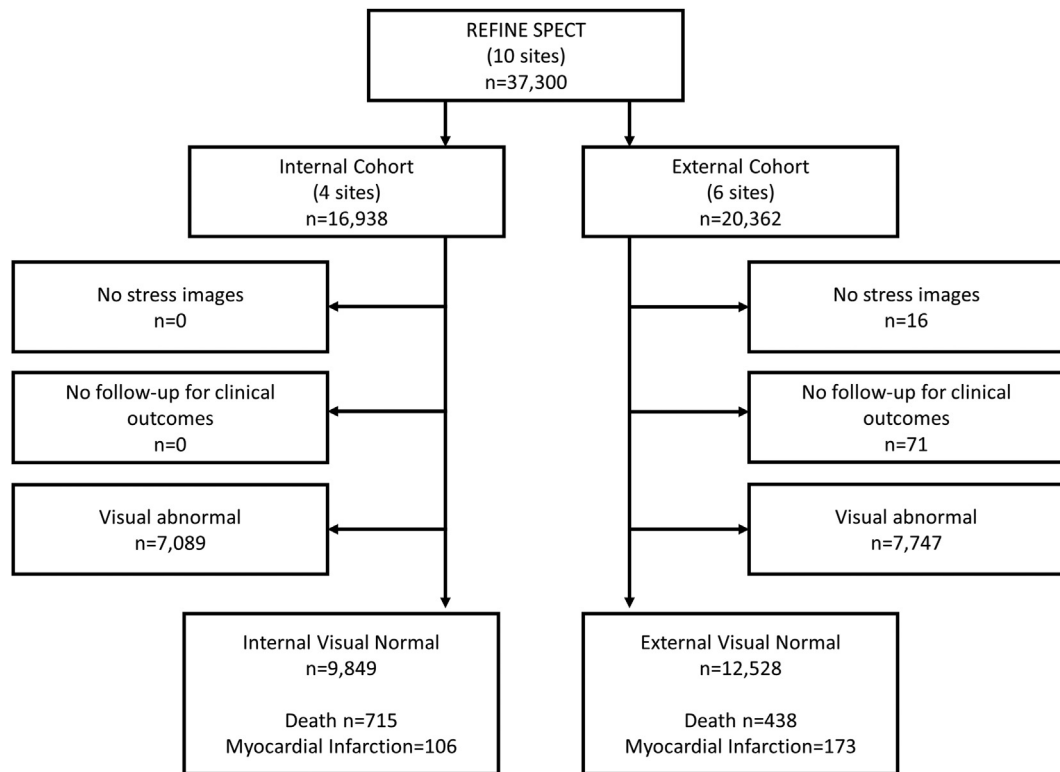 REFINE SPECT
(10 sites)
n=37,300
Internal Cohort
(4 sites)
n=16,938
External Cohort
(6 sites)
n=20,362
No stress images
n=0
No stress images
n=16
No follow-up for clinical
outcomes
n=0
No follow-up for clinical
outcomes
n=71
Visual abnormal
n=7,089
Visual abnormal
n=7,747
Internal Visual Normal
n=9,849
Death n=715
Myocardial Infarction=106
External Visual Normal
n=12,528
Death n=438
Myocardial Infarction=173